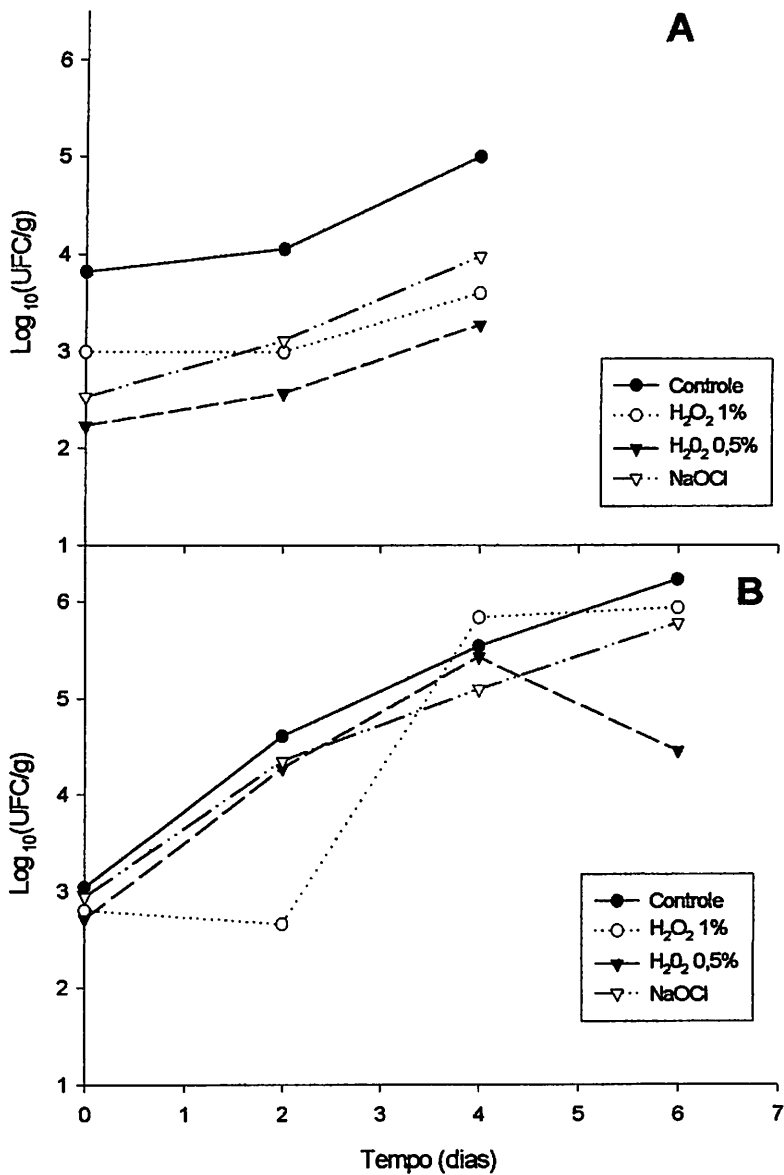 A
6
5
4
3
2
1
Log₁₀(UFC/g)
Controle
H₂O₂ 1%
H₂0₂ 0,5%
NaOCl
B
6
5
4
3
2
1
Log₁₀(UFC/g)
Controle
H₂O₂ 1%
H₂0₂ 0,5%
NaOCl
0 1 2 3 4 5 6 7
Tempo (dias)